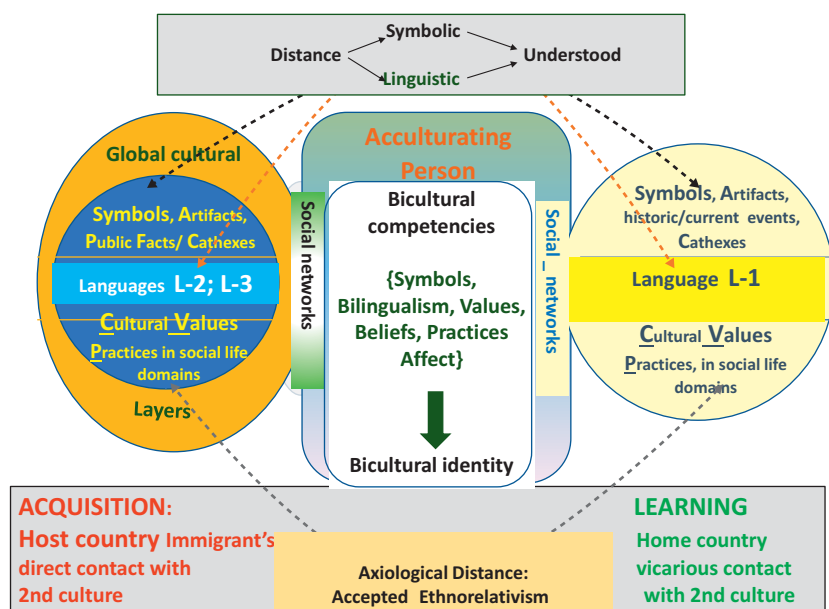 Symbolic
Distance
Understood
Linguistic
Global cultural
Symbols, Artifacts,
Public Facts/ Cathexes
Languages L-2; L-3
Cultural Values
Practices in social life
domains
Layers
Social networks
Acculturating
Person
Bicultural
competencies
{Symbols,
Bilingualism, Values,
Beliefs, Practices
Affect}
Bicultural identity
Social _ networks
Symbols, Artifacts,
historic/current events,
Cathexes
Language L-1
Cultural Values
Practices, in social life
domains
ACQUISITION:
Host country Immigrant's
direct contact with
2nd culture
Axiological Distance:
Accepted Ethnorelativism
LEARNING
Home country
vicarious contact
with 2nd culture